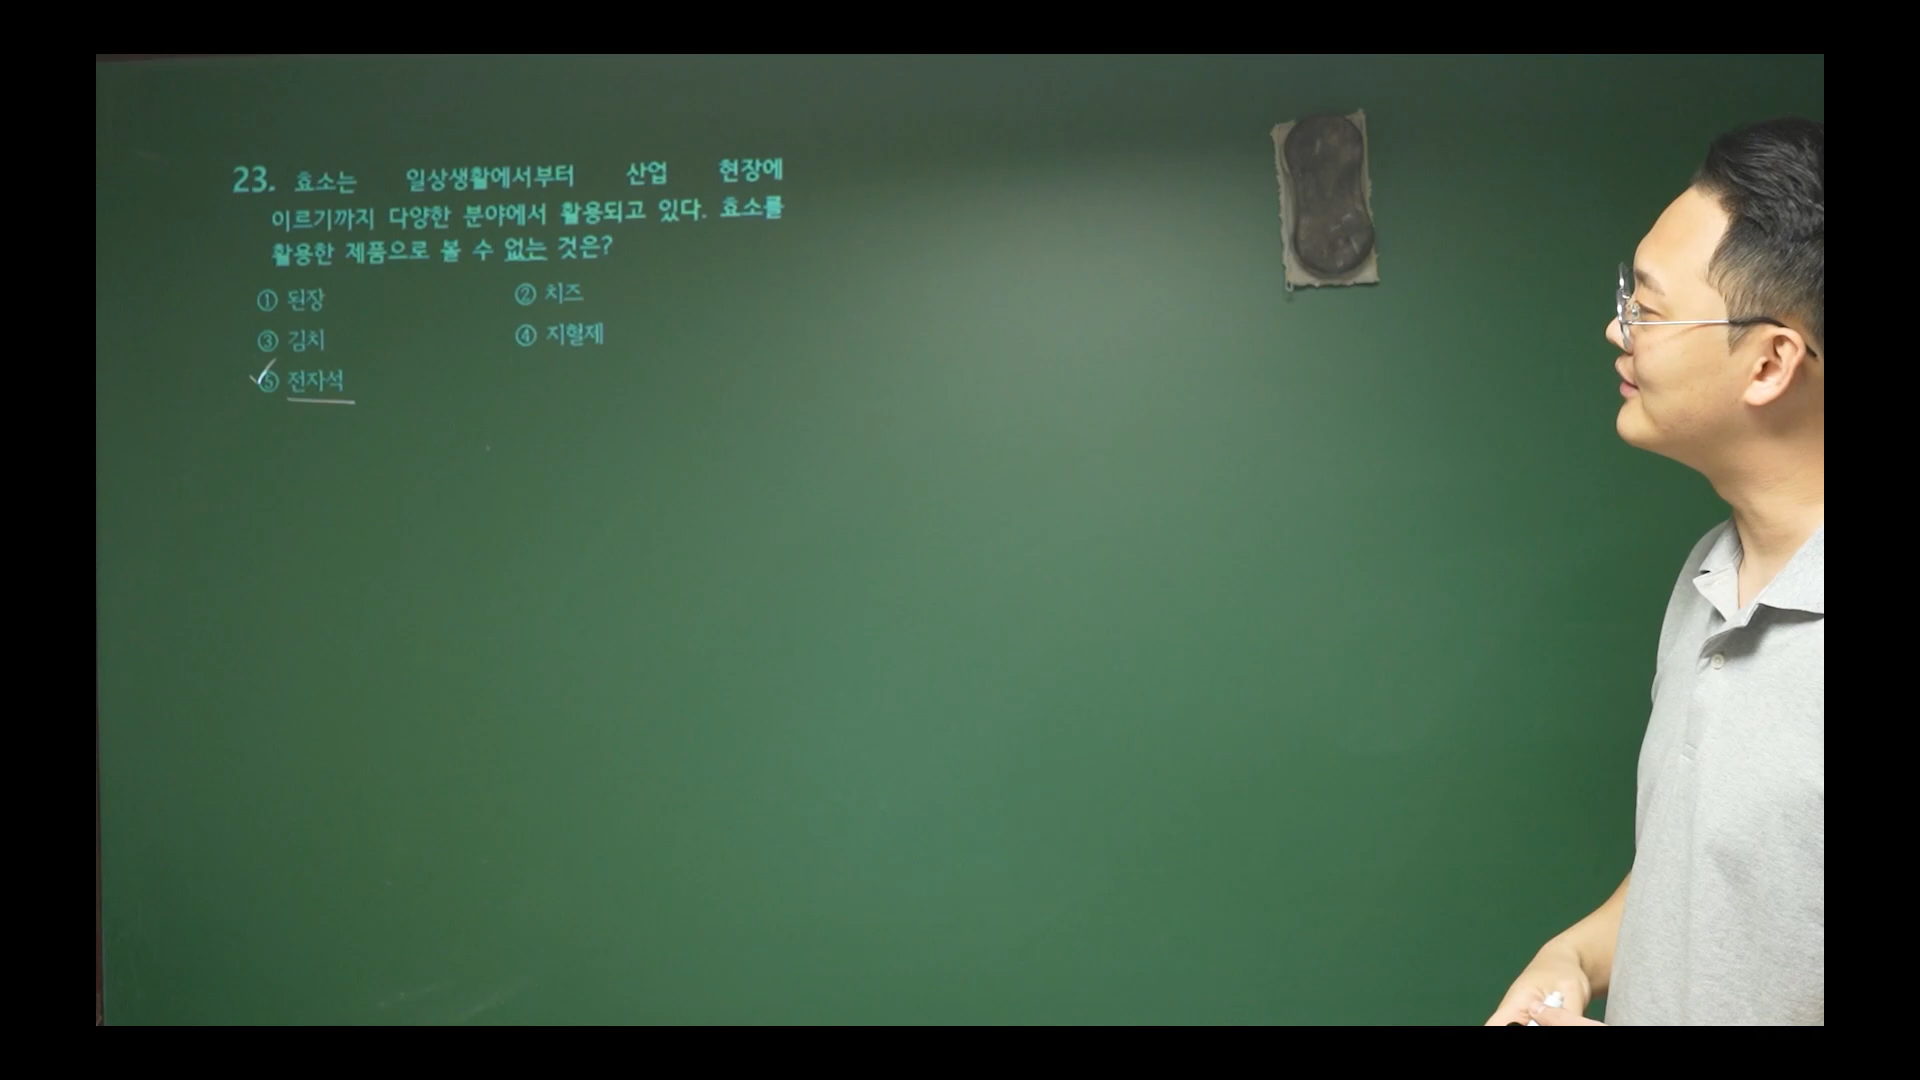 23. 효소는 일상생활에서부터 산업 현장에
이르기까지 다양한 분야에서 활용되고 있다. 효소를
활용한 제품으로 볼 수 없는 것은?
① 된장 ② 치즈
③ 김치 ④ 지혈제
⑤ 전자석